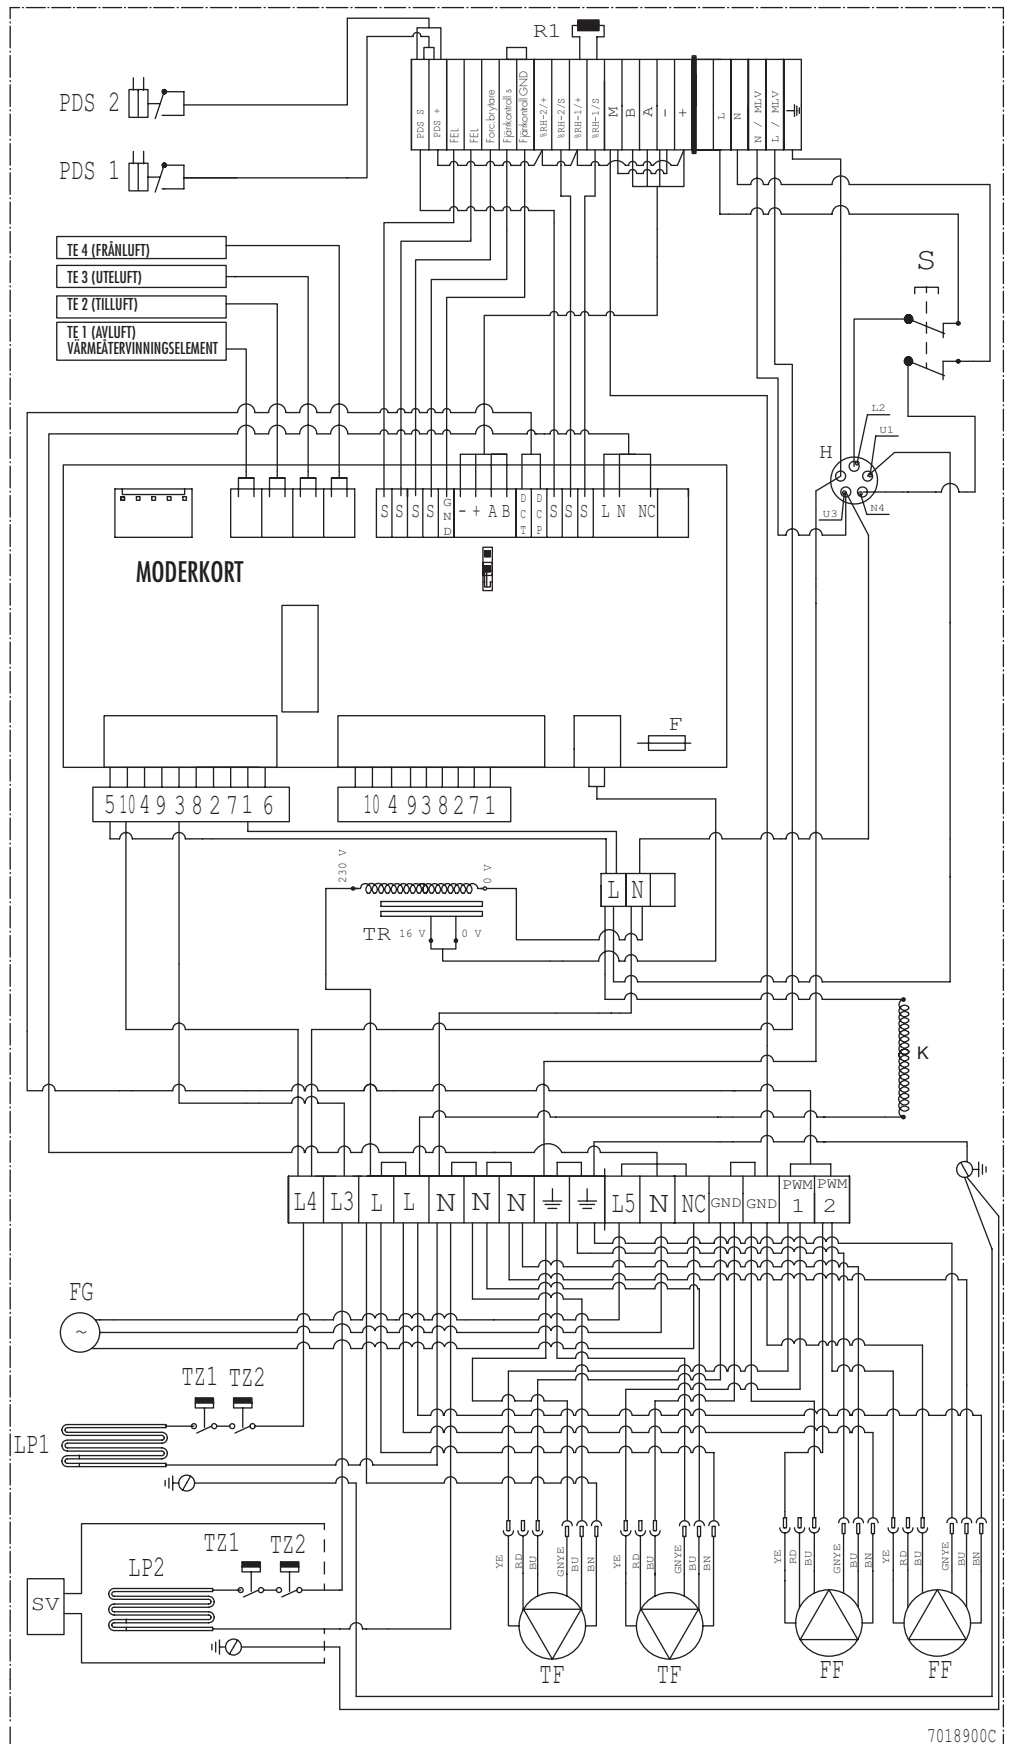 R1
PDS 2
PDS 1
PDS S
PDS +
FEL
FEL
Forc.brytare
Fjärrkontroll s
Fjärrkontroll GND
%RH-2/+
%RH-2/S
%RH-1/+
%RH-1/S
M
B
A
-
+
L
N
N / MLV
L / MLV
TE 4 (FRÅNLUFT)
TE 3 (UTELUFT)
TE 2 (TILLUFT)
TE 1 (AVLUFT)
VÄRMEÅTERVINNINGSELEMENT
S
H
L2
U1
U3
N4
S S S S GND - + A B DCT DCP S S S L N NC
MODERKORT
F
5 10 4 9 3 8 2 7 1 6
10 4 9 3 8 2 7 1
230 V
0 V
L N
TR 16 V 0 V
K
L4 L3 L L N N N L5 N NC GND GND PWM 1 PWM 2
FG
~
TZ1 TZ2
LP1
TZ1 TZ2
LP2
SV
YE RD BU GNYE BU BN
YE RD BU GNYE BU BN
YE RD BU GNYE BU BN
YE RD BU GNYE BU BN
TF
TF
FF
FF
7018900C